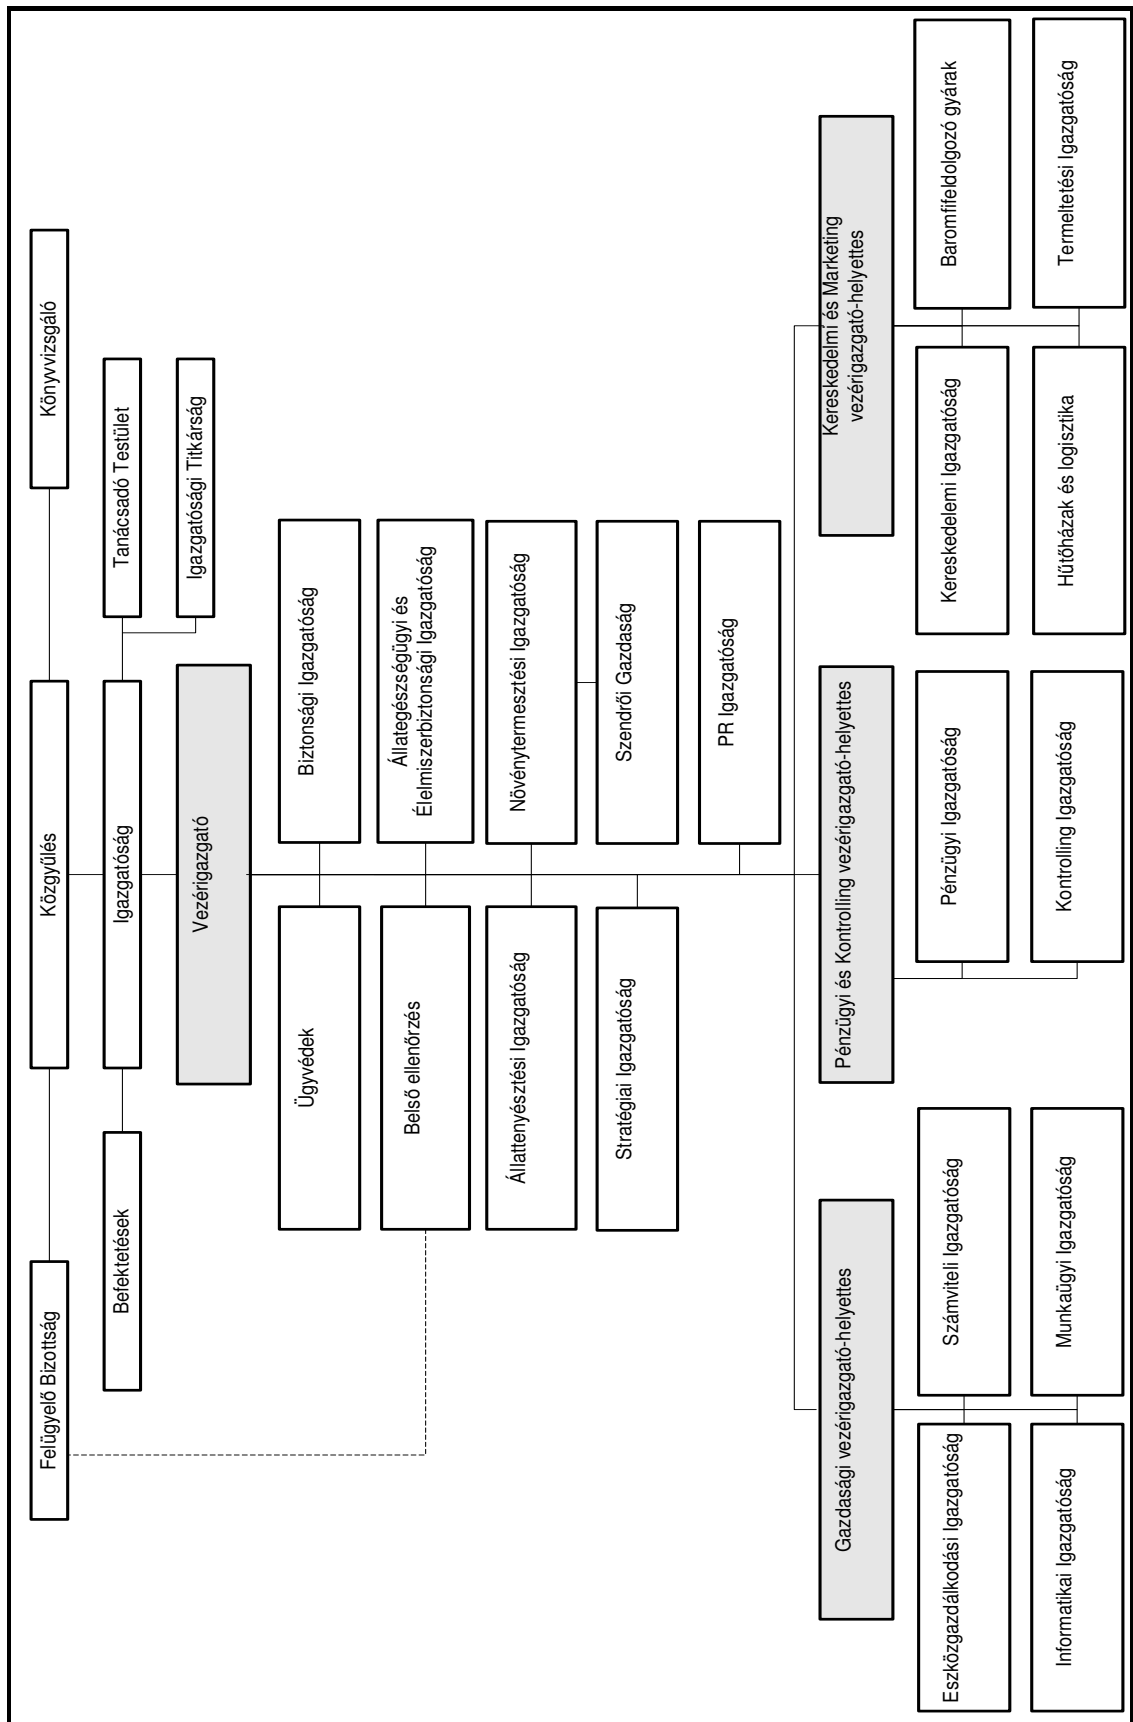 Felügyelő Bizottság
Közgyűlés
Könyvvizsgáló
Befektetések
Igazgatóság
Tanácsadó Testület
Igazgatósági Titkárság
Vezérigazgató
Ügyvédek
Biztonsági Igazgatóság
Belső ellenőrzés
Állategészségügyi és
Élelmiszerbiztonsági Igazgatóság
Állattenyésztési Igazgatóság
Növénytermesztési Igazgatóság
Stratégiai Igazgatóság
Szendrői Gazdaság
PR Igazgatóság
Gazdasági vezérigazgató-helyettes
Pénzügyi és Kontrolling vezérigazgató-helyettes
Kereskedelmi és Marketing
vezérigazgató-helyettes
Eszközgazdálkodási Igazgatóság
Számviteli Igazgatóság
Pénzügyi Igazgatóság
Kereskedelemi Igazgatóság
Baromfifeldolgozó gyárak
Informatikai Igazgatóság
Munkaügyi Igazgatóság
Kontrolling Igazgatóság
Hűtőházak és logisztika
Termeltetési Igazgatóság